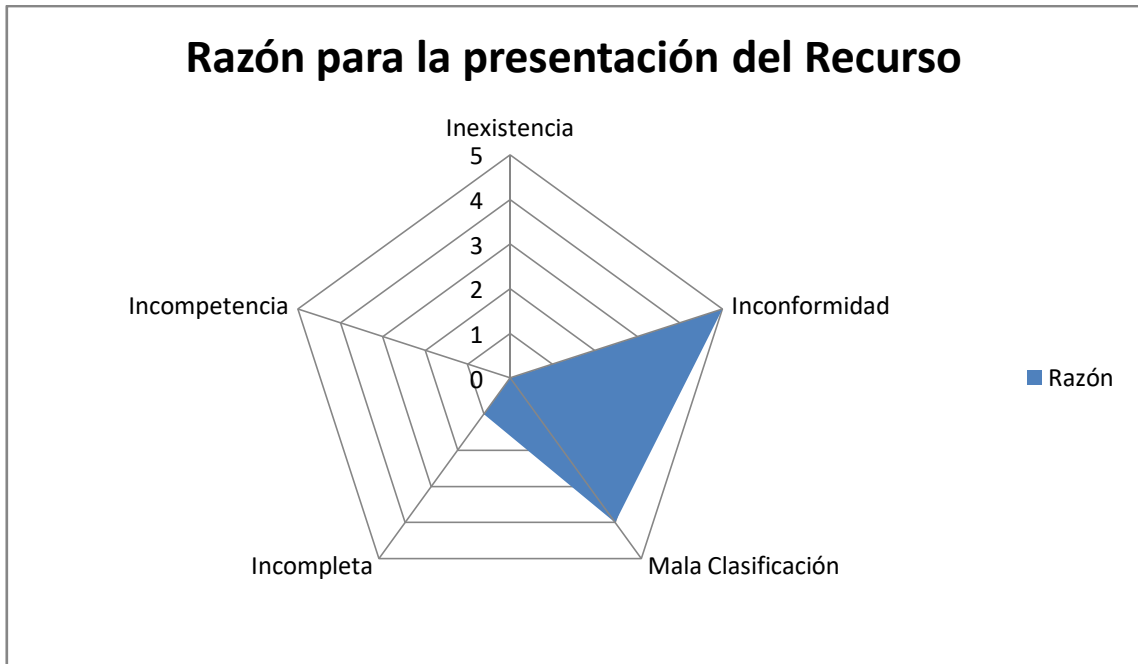 Razón para la presentación del Recurso
Inexistencia
5
4
3
2
1
0
Incompetencia
Inconformidad
Razón
Incompleta
Mala Clasificación